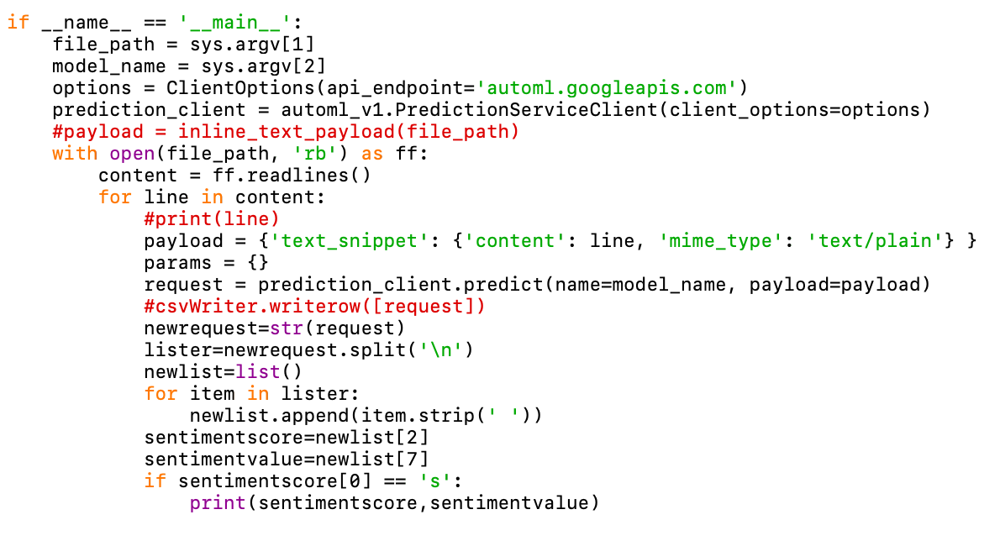 if __name__ == '__main__':
    file_path = sys.argv[1]
    model_name = sys.argv[2]
    options = ClientOptions(api_endpoint='automl.googleapis.com')
    prediction_client = automl_v1.PredictionServiceClient(client_options=options)
    #payload = inline_text_payload(file_path)
    with open(file_path, 'rb') as ff:
        content = ff.readlines()
        for line in content:
            #print(line)
            payload = {'text_snippet': {'content': line, 'mime_type': 'text/plain'} }
            params = {}
            request = prediction_client.predict(name=model_name, payload=payload)
            #csvWriter.writerow([request])
            newrequest=str(request)
            lister=newrequest.split('\n')
            newlist=list()
            for item in lister:
                newlist.append(item.strip(' '))
            sentimentscore=newlist[2]
            sentimentvalue=newlist[7]
            if sentimentscore[0] == 's':
                print(sentimentscore,sentimentvalue)